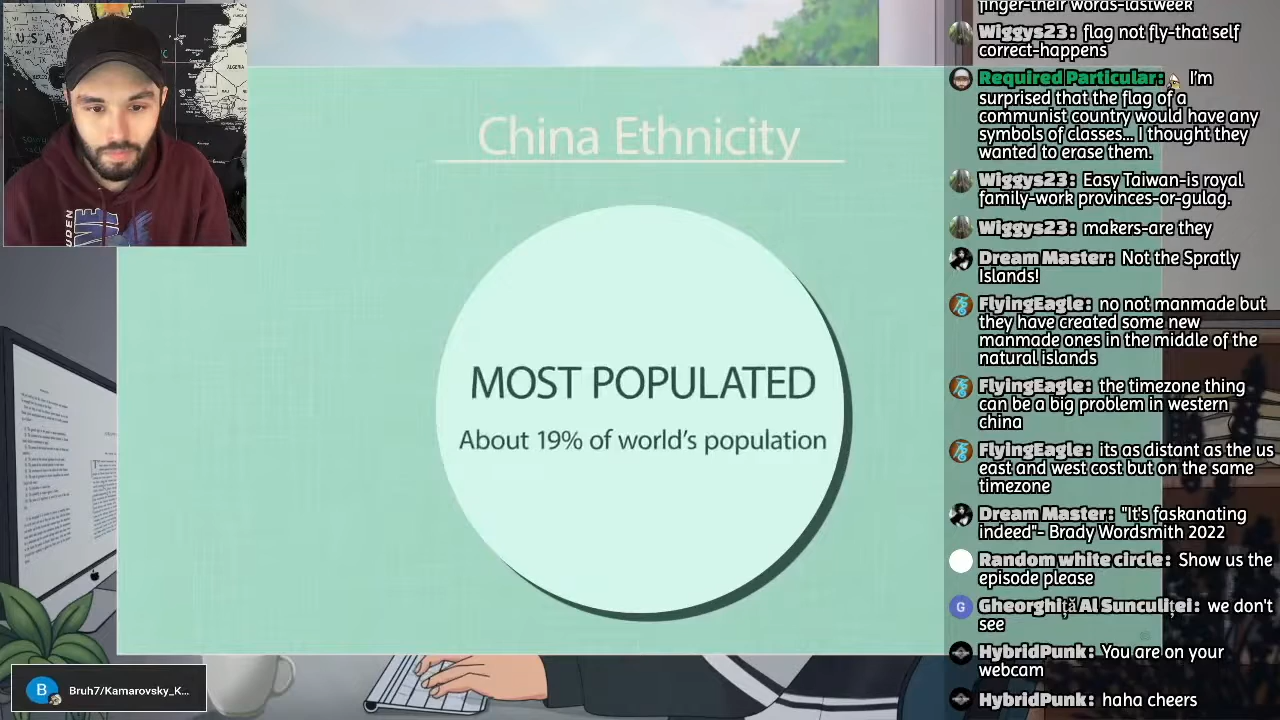 U S A
ALGERIA
UDEN
China Ethnicity
MOST POPULATED
About 19% of world's population
finger-their words-lastweek
Wiggys23: flag not fly-that self
correct-happens
Required Particular: I'm
surprised that the flag of a
communist country would have any
symbols of classes... I thought they
wanted to erase them.
Wiggys23: Easy Taiwan-is royal
family-work provinces-or-gulag.
Wiggys23: makers-are they
Dream Master: Not the Spratly
Islands!
FlyingEagle: no not manmade but
they have created some new
manmade ones in the middle of the
natural islands
FlyingEagle: the timezone thing
can be a big problem in western
china
FlyingEagle: its as distant as the us
east and west cost but on the same
timezone
Dream Master: "It's faskanating
indeed"- Brady Wordsmith 2022
Random white circle: Show us the
episode please
G
Gheorghiță Al Sunculiței: we don't
see
HybridPunk: You are on your
webcam
HybridPunk: haha cheers
B
Bruh7/Kamarovsky_K...